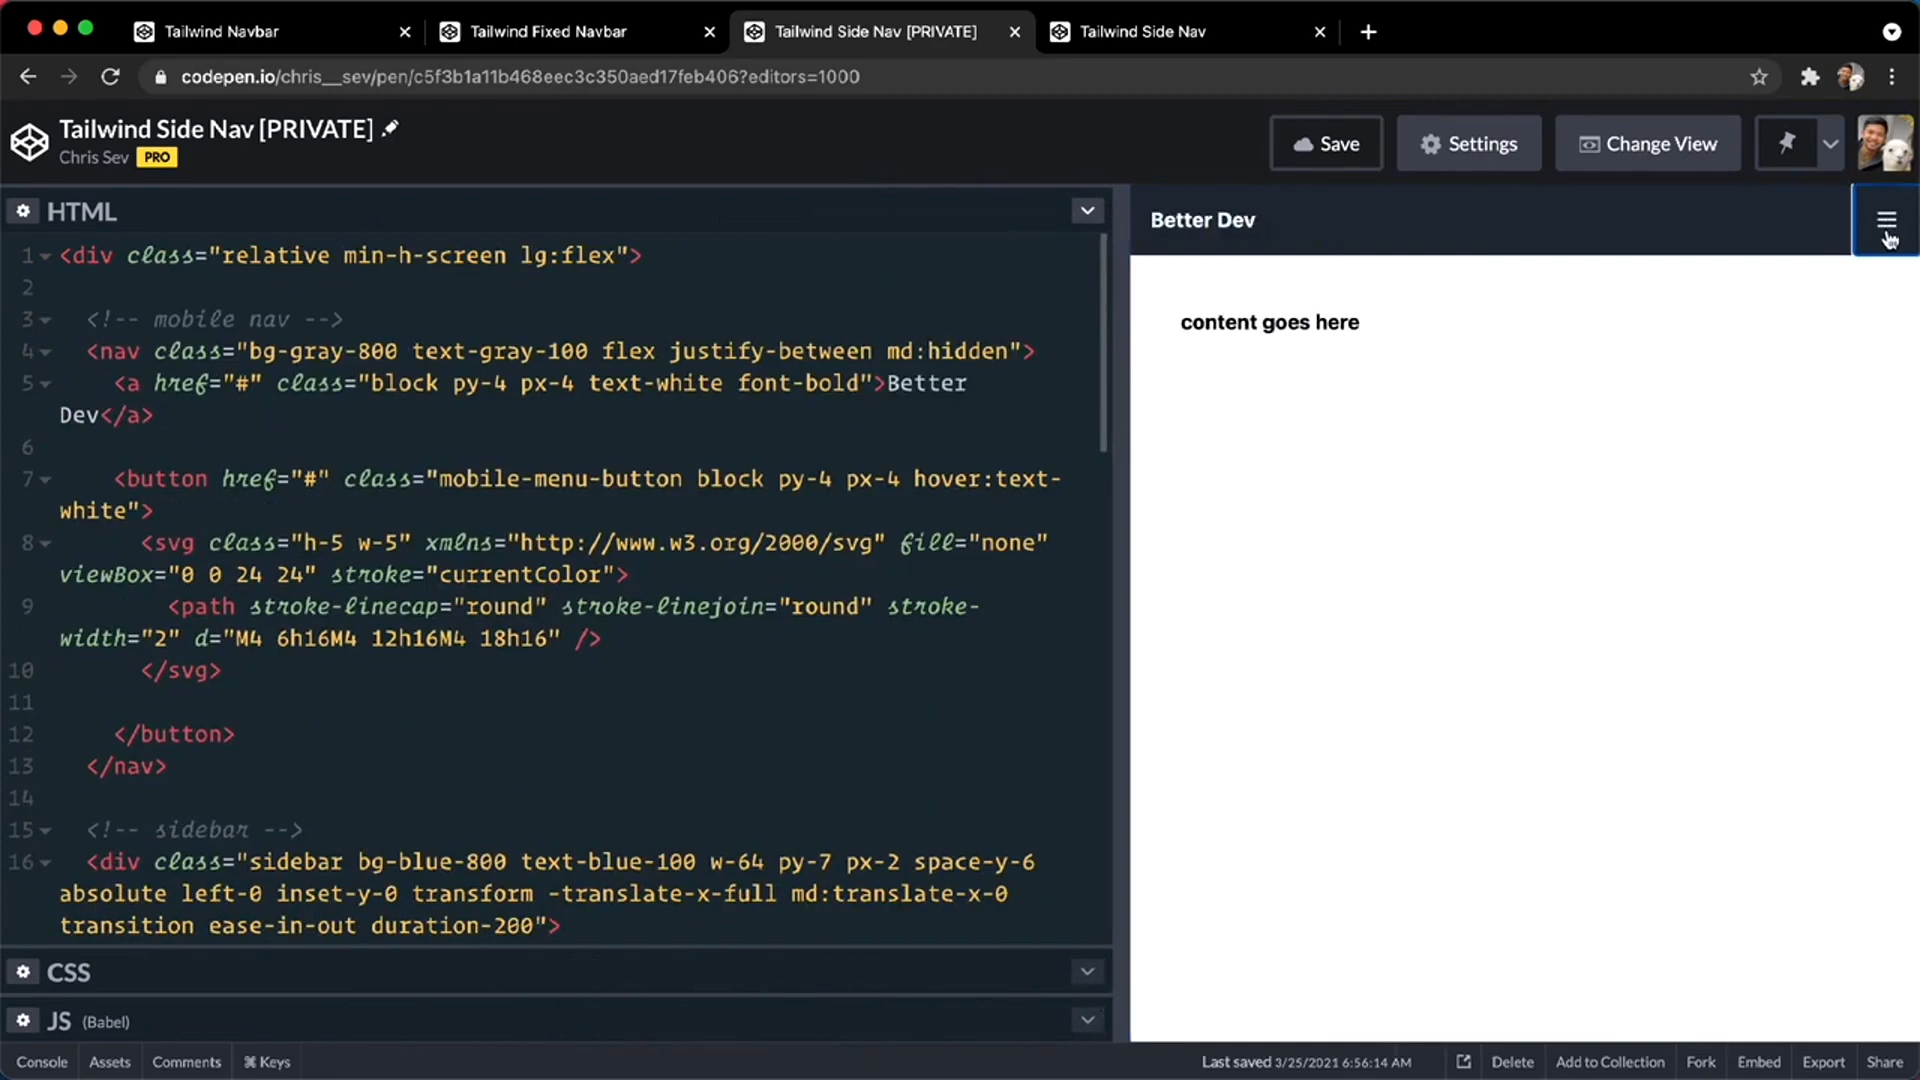 Tailwind Navbar
Tailwind Fixed Navbar
Tailwind Side Nav [PRIVATE]
Tailwind Side Nav
codepen.io/chris__sev/pen/c5f3b1a11b468eec3c350aed17feb406?editors=1000
Tailwind Side Nav [PRIVATE]
Chris Sev PRO
Save
Settings
Change View
HTML
1 <div class="relative min-h-screen lg:flex">
2
3 <!-- mobile nav -->
4 <nav class="bg-gray-800 text-gray-100 flex justify-between md:hidden">
5 <a href="#" class="block py-4 px-4 text-white font-bold">Better
Dev</a>
6
7 <button href="#" class="mobile-menu-button block py-4 px-4 hover:text-
white">
8 <svg class="h-5 w-5" xmlns="http://www.w3.org/2000/svg" fill="none"
viewBox="0 0 24 24" stroke="currentColor">
9 <path stroke-linecap="round" stroke-linejoin="round" stroke-
width="2" d="M4 6h16M4 12h16M4 18h16" />
10 </svg>
11
12 </button>
13 </nav>
14
15 <!-- sidebar -->
16 <div class="sidebar bg-blue-800 text-blue-100 w-64 py-7 px-2 space-y-6
absolute left-0 inset-y-0 transform -translate-x-full md:translate-x-0
transition ease-in-out duration-200">
CSS
JS (Babel)
Better Dev
content goes here
Console
Assets
Comments
⌘ Keys
Last saved 3/25/2021 6:56:14 AM
Delete
Add to Collection
Fork
Embed
Export
Share